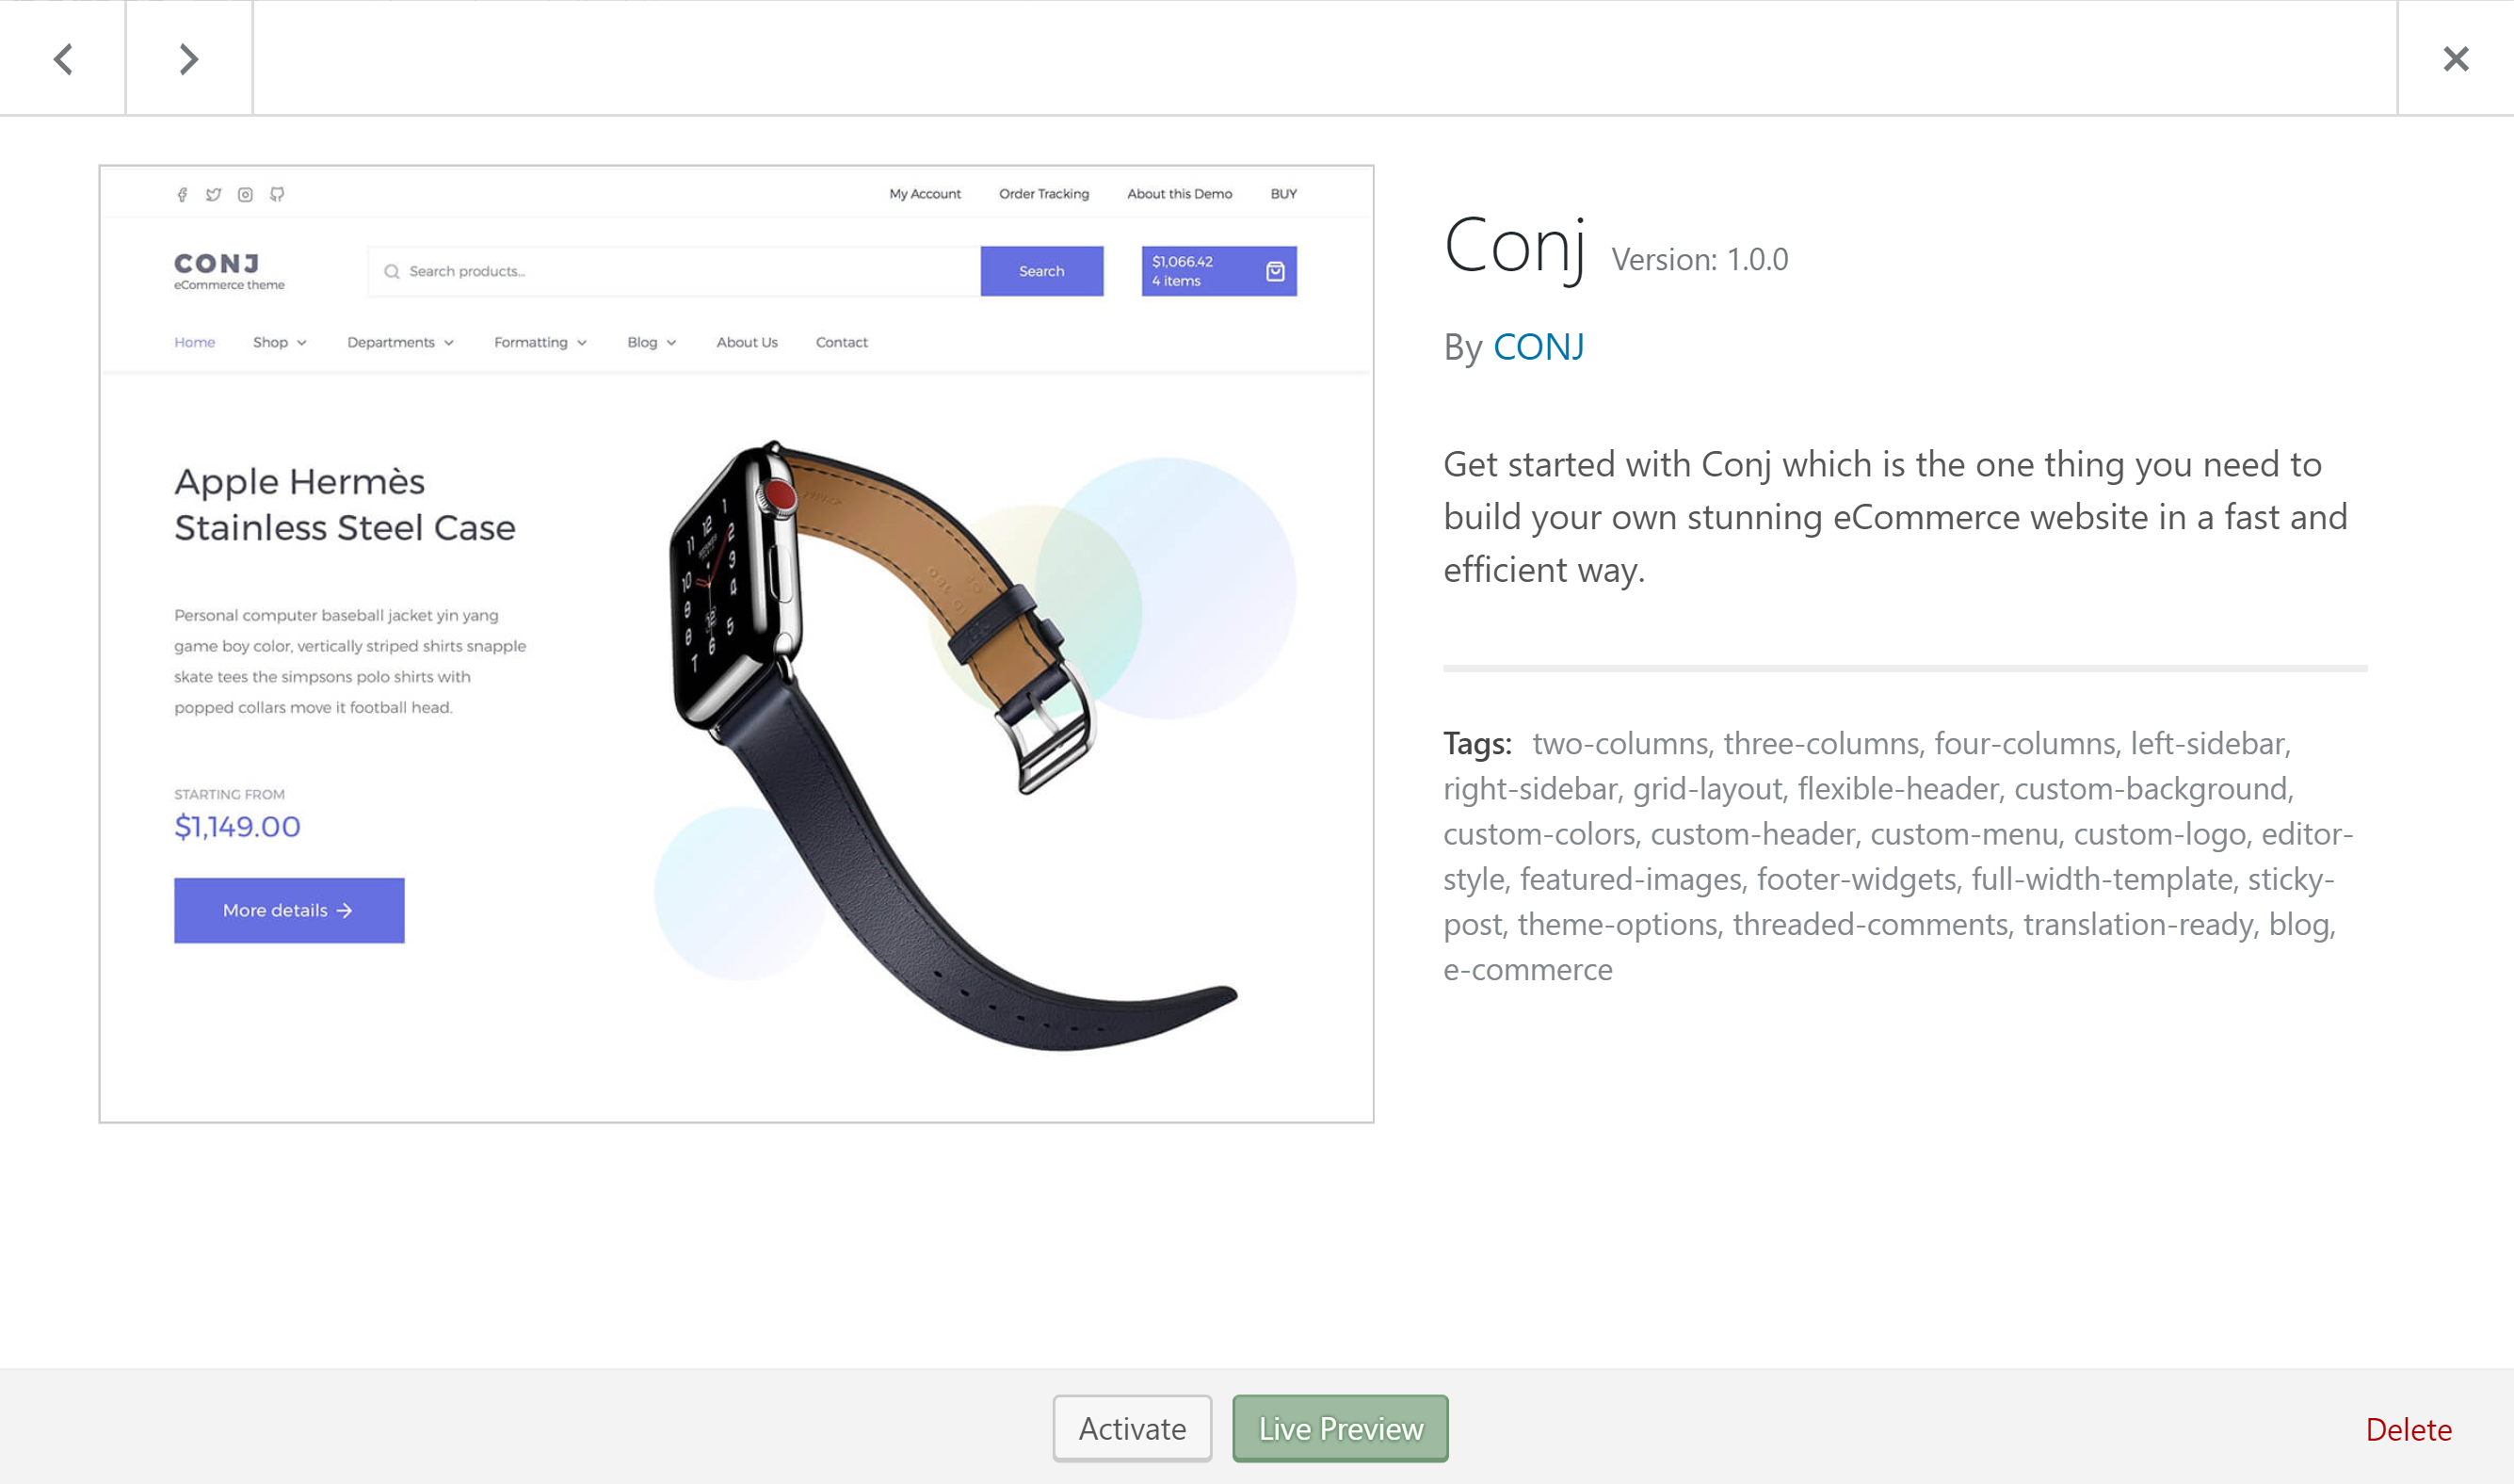 My Account Order Tracking About this Demo BUY
CONJ
eCommerce theme
Search products...
Search
$1,066.42
4 items
Home Shop Departments Formatting Blog About Us Contact
Apple Hermès
Stainless Steel Case
Personal computer baseball jacket yin yang
game boy color, vertically striped shirts snapple
skate tees the simpsons polo shirts with
popped collars move it football head.
STARTING FROM
$1,149.00
More details
Conj Version: 1.0.0
By CONJ
Get started with Conj which is the one thing you need to
build your own stunning eCommerce website in a fast and
efficient way.
Tags: two-columns, three-columns, four-columns, left-sidebar,
right-sidebar, grid-layout, flexible-header, custom-background,
custom-colors, custom-header, custom-menu, custom-logo, editor-
style, featured-images, footer-widgets, full-width-template, sticky-
post, theme-options, threaded-comments, translation-ready, blog,
e-commerce
Activate Live Preview Delete